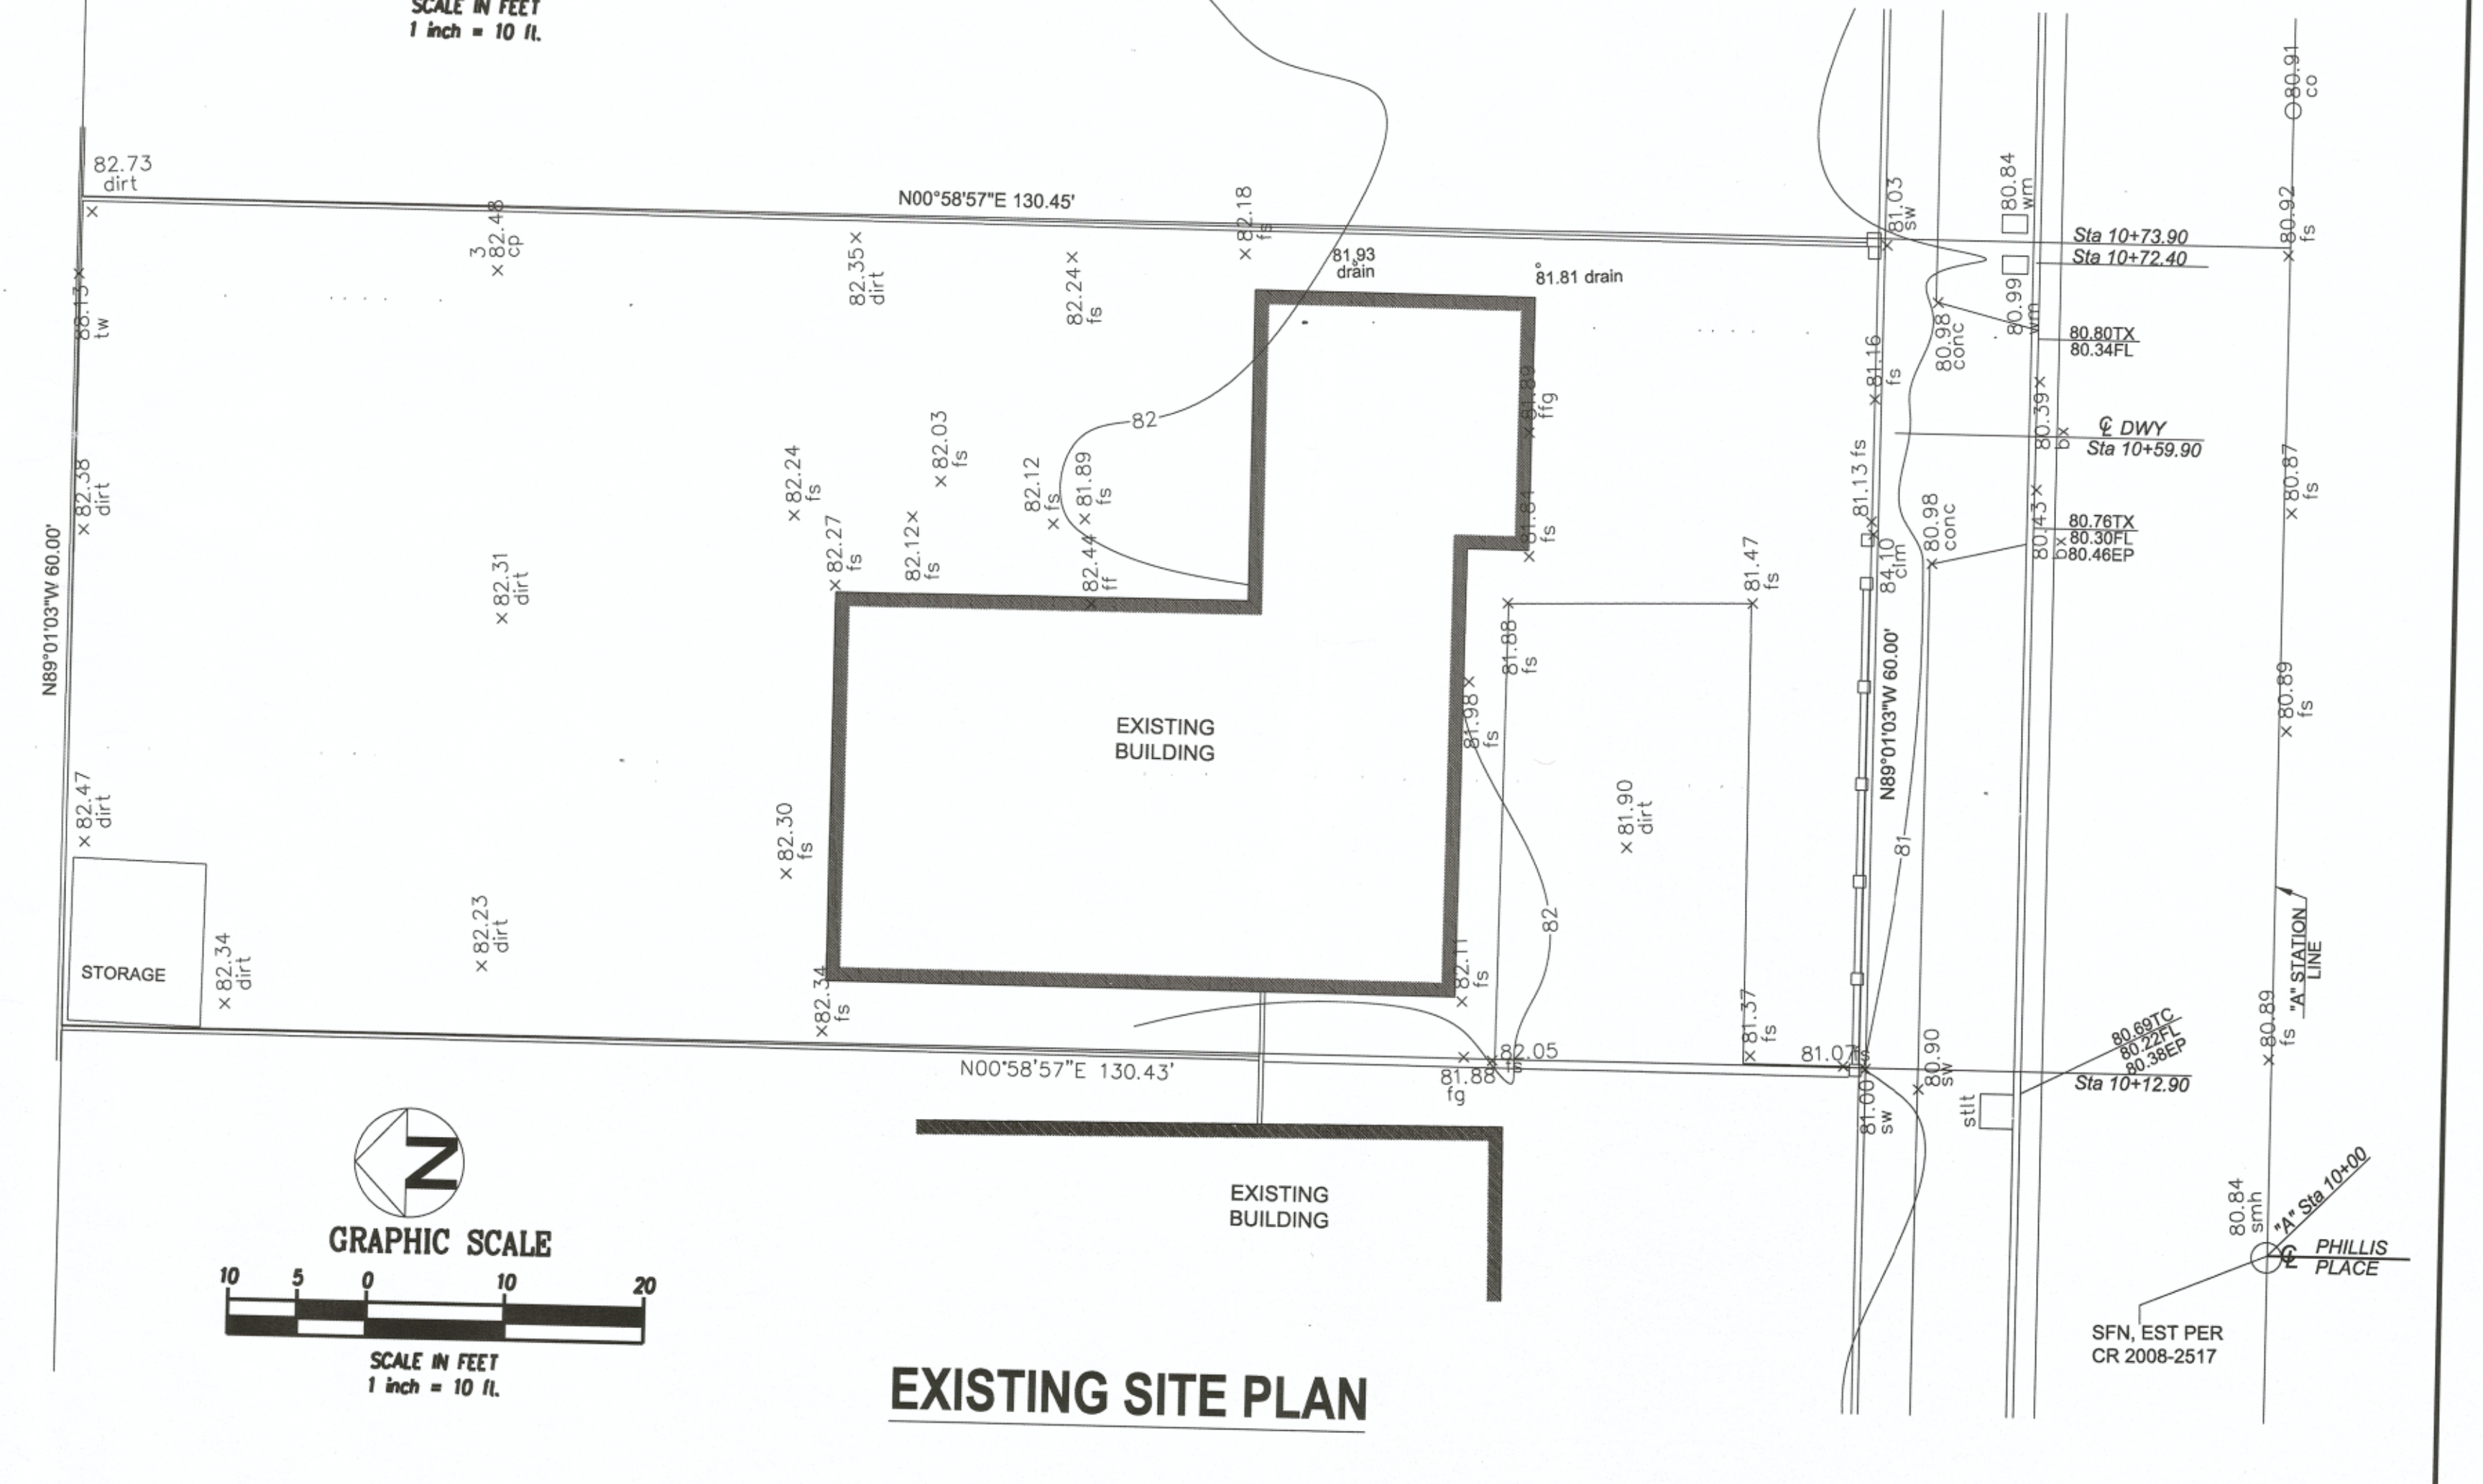 SCALE IN FEET
1 inch = 10 ft.
82.73
dirt
3
82.48
cp
N00°58'57"E 130.45'
82.35
dirt
82.24
fs
82.18
fs
81.93
drain
81.81 drain
81.03
sw
80.84
wm
80.99
wm
80.91
co
80.92
fs
Sta 10+73.90
Sta 10+72.40
88.13
tw
82.38
dirt
N89°01'03"W 60.00'
82.47
dirt
82.31
dirt
82.24
fs
82.27
fs
82.03
fs
82.12
fs
82.12
fs
81.89
fs
82.44
ff
82
81.89
ffg
81.84
fs
81.16
fs
81.13 fs
80.98
conc
80.80TX
80.34FL
80.39
bx
℄ DWY
Sta 10+59.90
80.43
bx
80.76TX
80.30FL
80.46EP
80.87
fs
80.98
conc
84.10
clm
81.47
fs
81.88
fs
81.98
fs
N89°01'03"W 60.00'
80.89
fs
EXISTING
BUILDING
81.90
dirt
81
82
82.30
fs
82.23
dirt
STORAGE
82.34
dirt
82.34
fs
82.11
fs
81.37
fs
"A" STATION
LINE
80.89
fs
N00°58'57"E 130.43'
82.05
fs
81.88
fg
81.07
fs
81.00
sw
80.90
sw
stlt
80.69TC
80.22FL
80.38EP
Sta 10+12.90
N
EXISTING
BUILDING
80.84
smh
"A" Sta 10+00
℄ PHILLIS
PLACE
SFN, EST PER
CR 2008-2517
GRAPHIC SCALE
10 5 0 10 20
SCALE IN FEET
1 inch = 10 ft.
EXISTING SITE PLAN